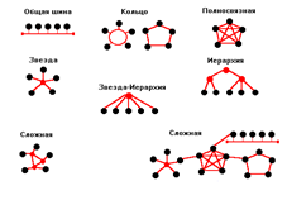 Общая шина
Кольцо
Полносвязная
Звезда
Иерархия
Звезда-Иерархия
Сложная
Сложная